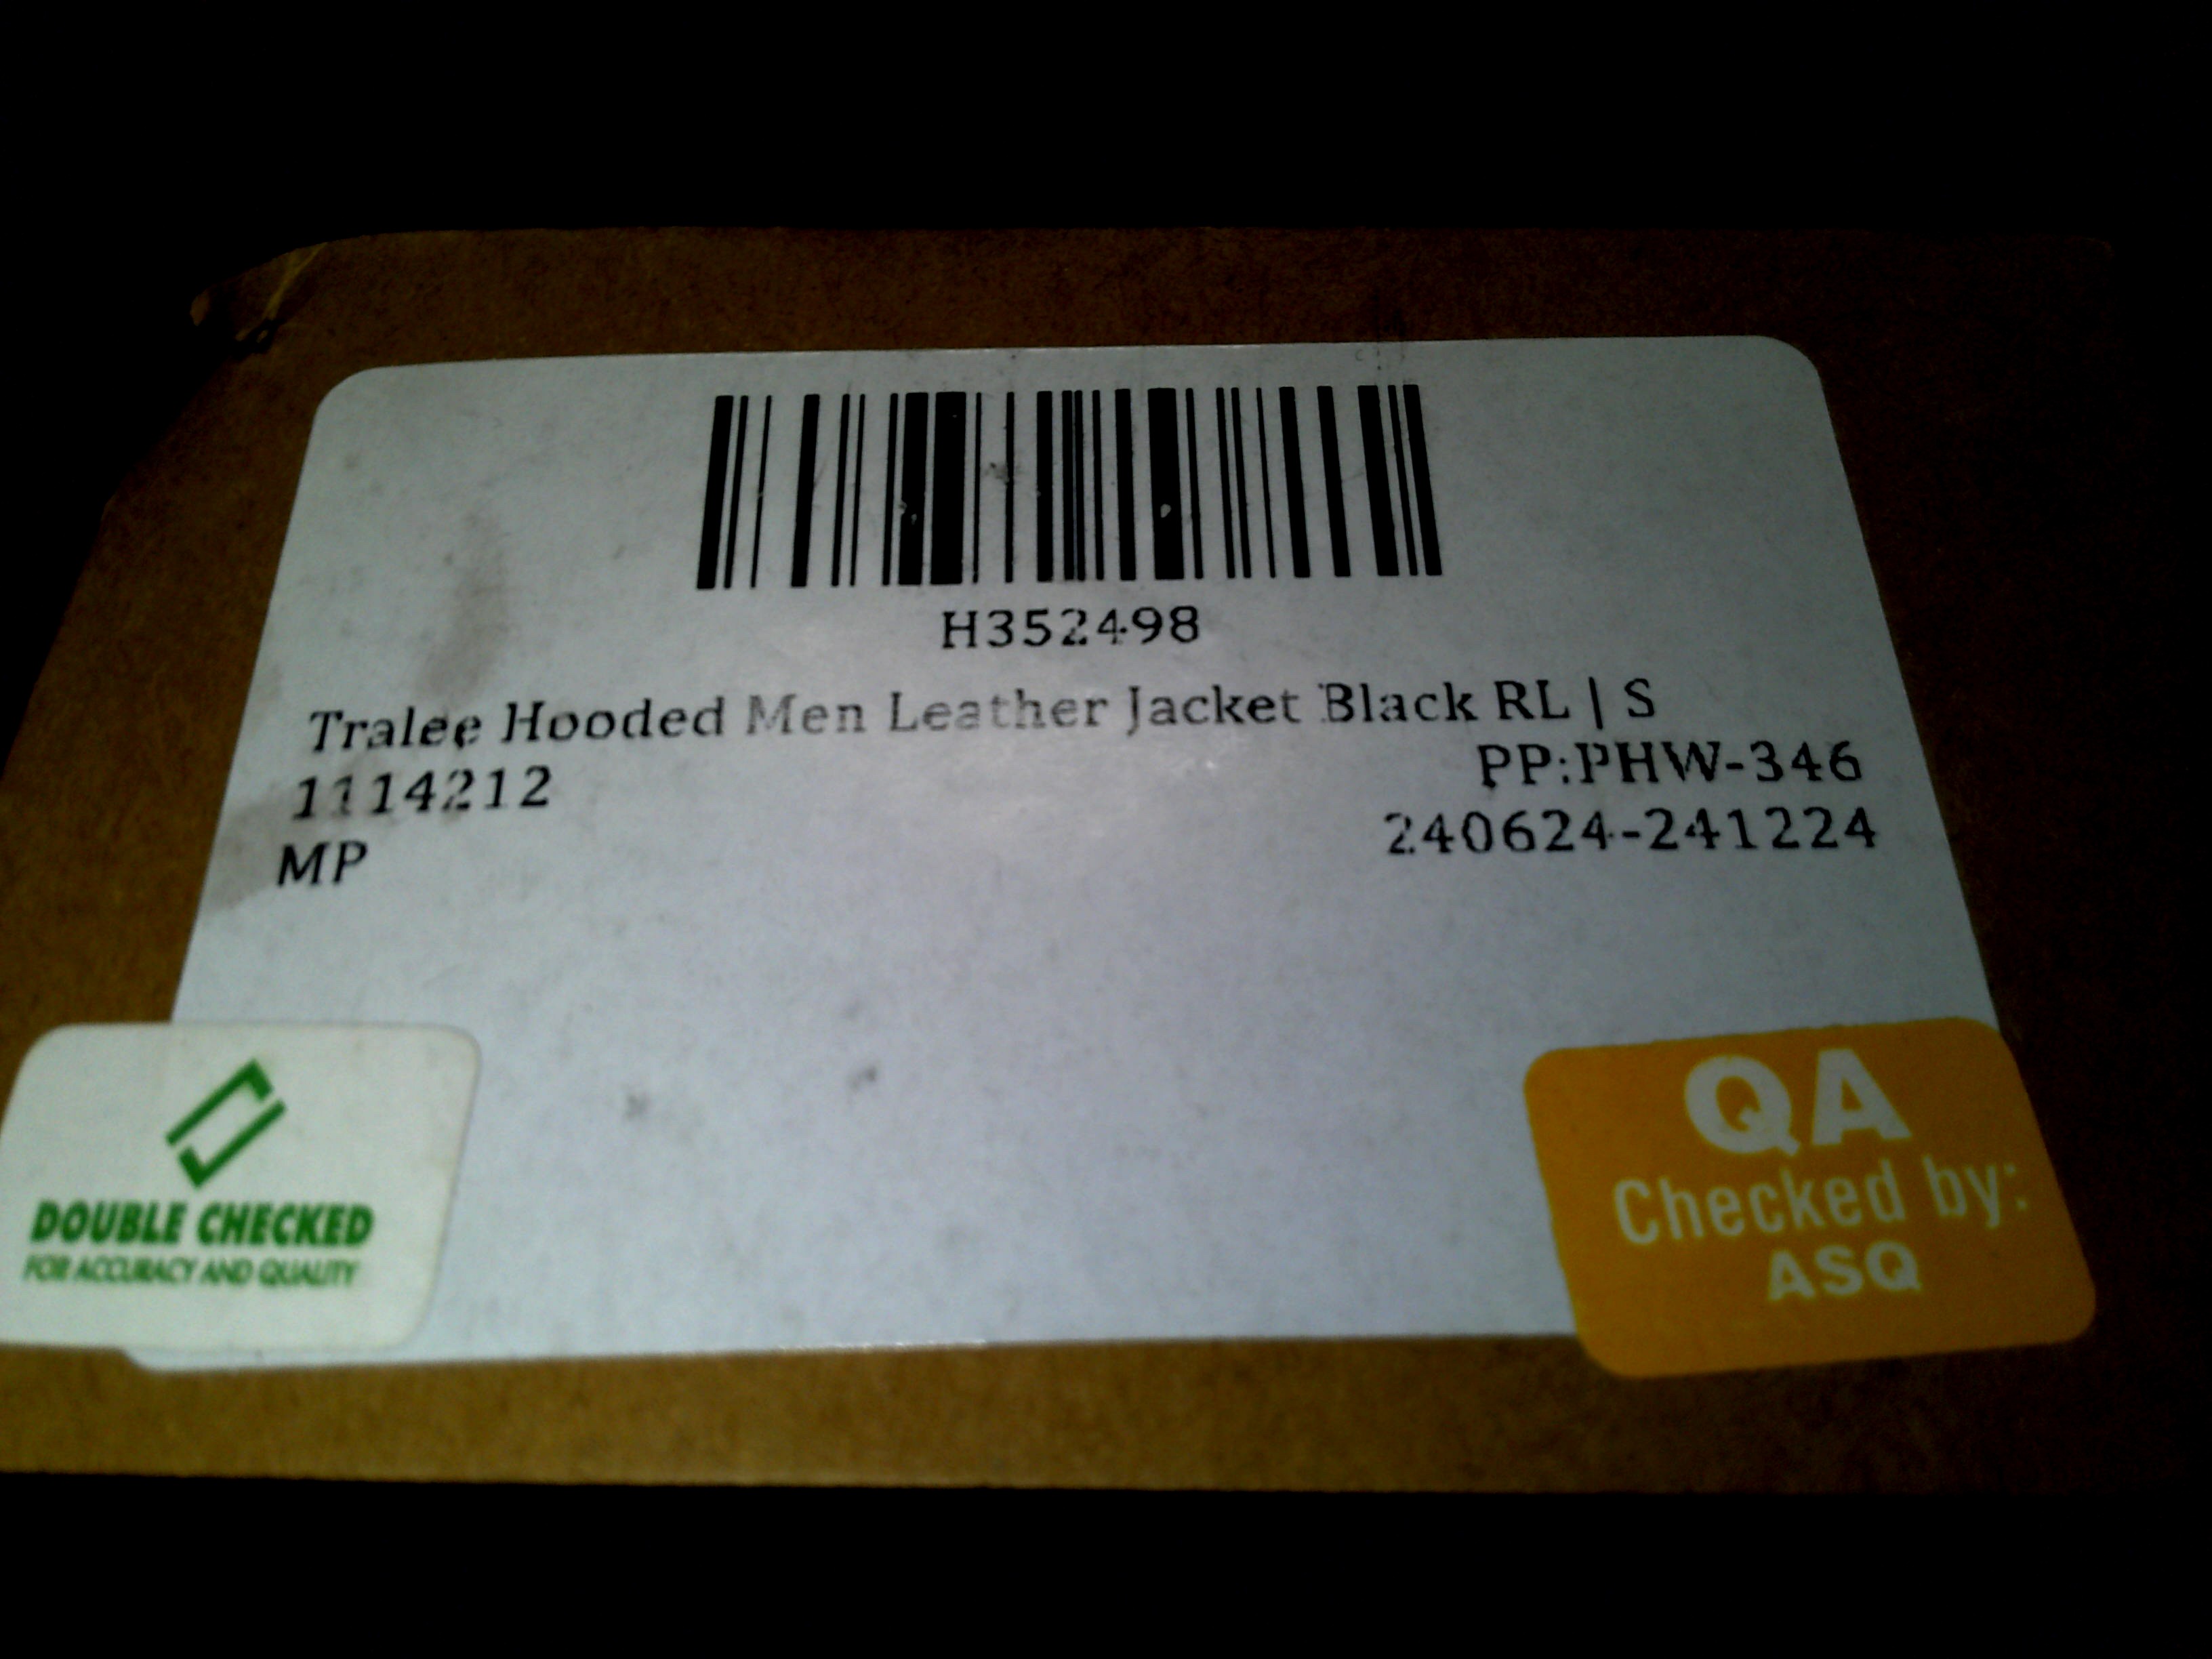 H352498
Tralee Hooded Men Leather Jacket Black RL | S
1114212
PP:PHW-346
MP
240624-241224
DOUBLE CHECKED
FOR ACCURACY AND QUALITY
QA
Checked by:
ASQ